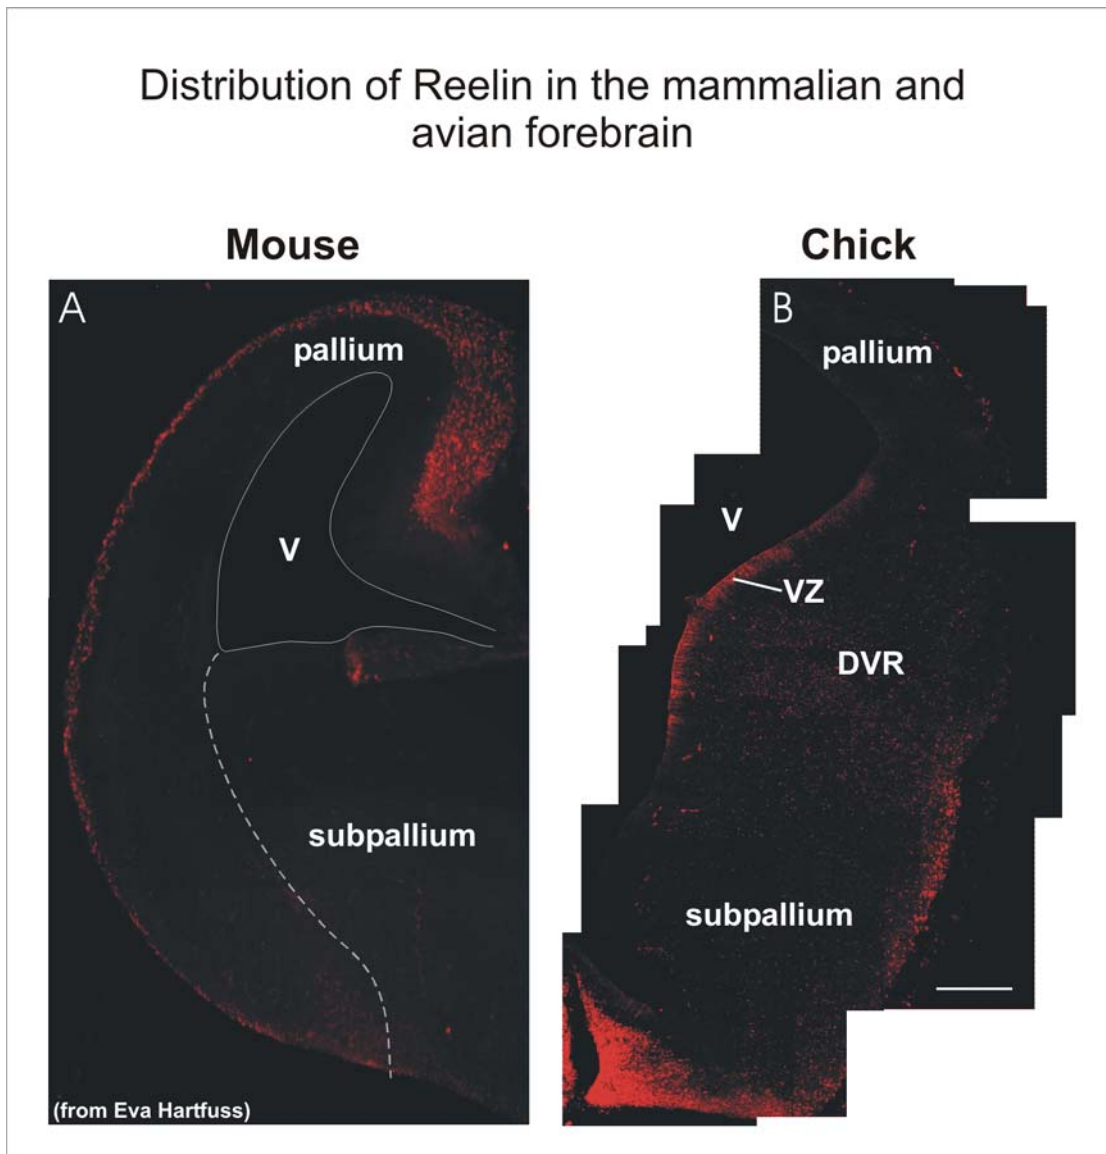 Distribution of Reelin in the mammalian and
avian forebrain
Mouse
Chick
A
pallium
V
subpallium
(from Eva Hartfuss)
B
pallium
V
VZ
DVR
subpallium